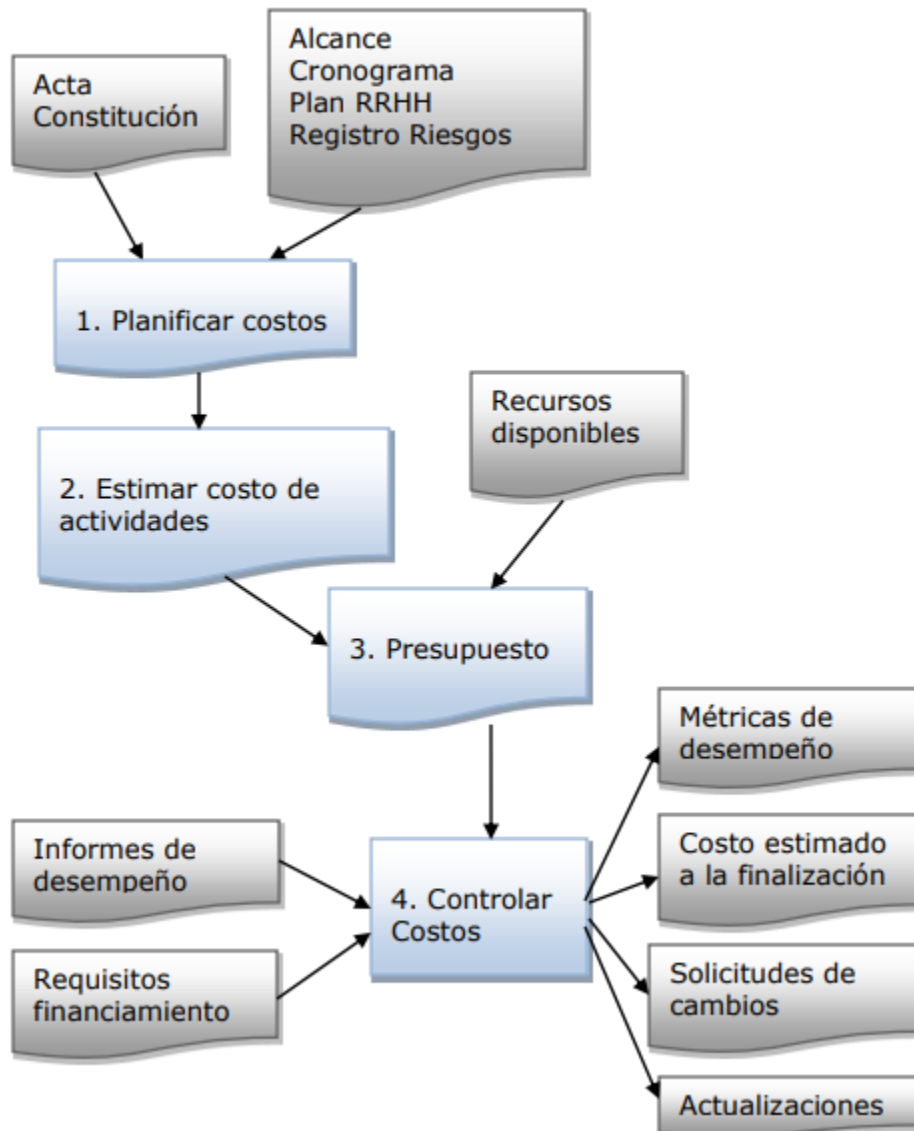 Acta
Constitución
Alcance
Cronograma
Plan RRHH
Registro Riesgos
1. Planificar costos
2. Estimar costo de
actividades
Recursos
disponibles
3. Presupuesto
Informes de
desempeño
Requisitos
financiamiento
4. Controlar
Costos
Métricas de
desempeño
Costo estimado
a la finalización
Solicitudes de
cambios
Actualizaciones